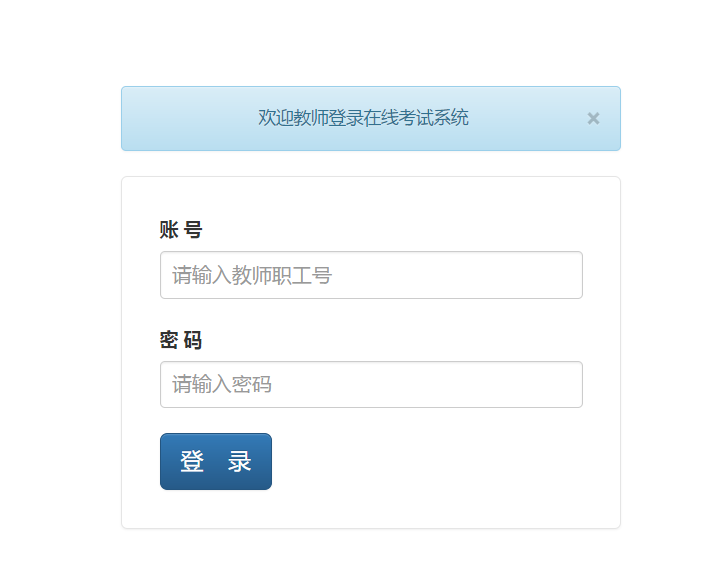 欢迎教师登录在线考试系统 ×
账 号
请输入教师职工号
密 码
请输入密码
登 录